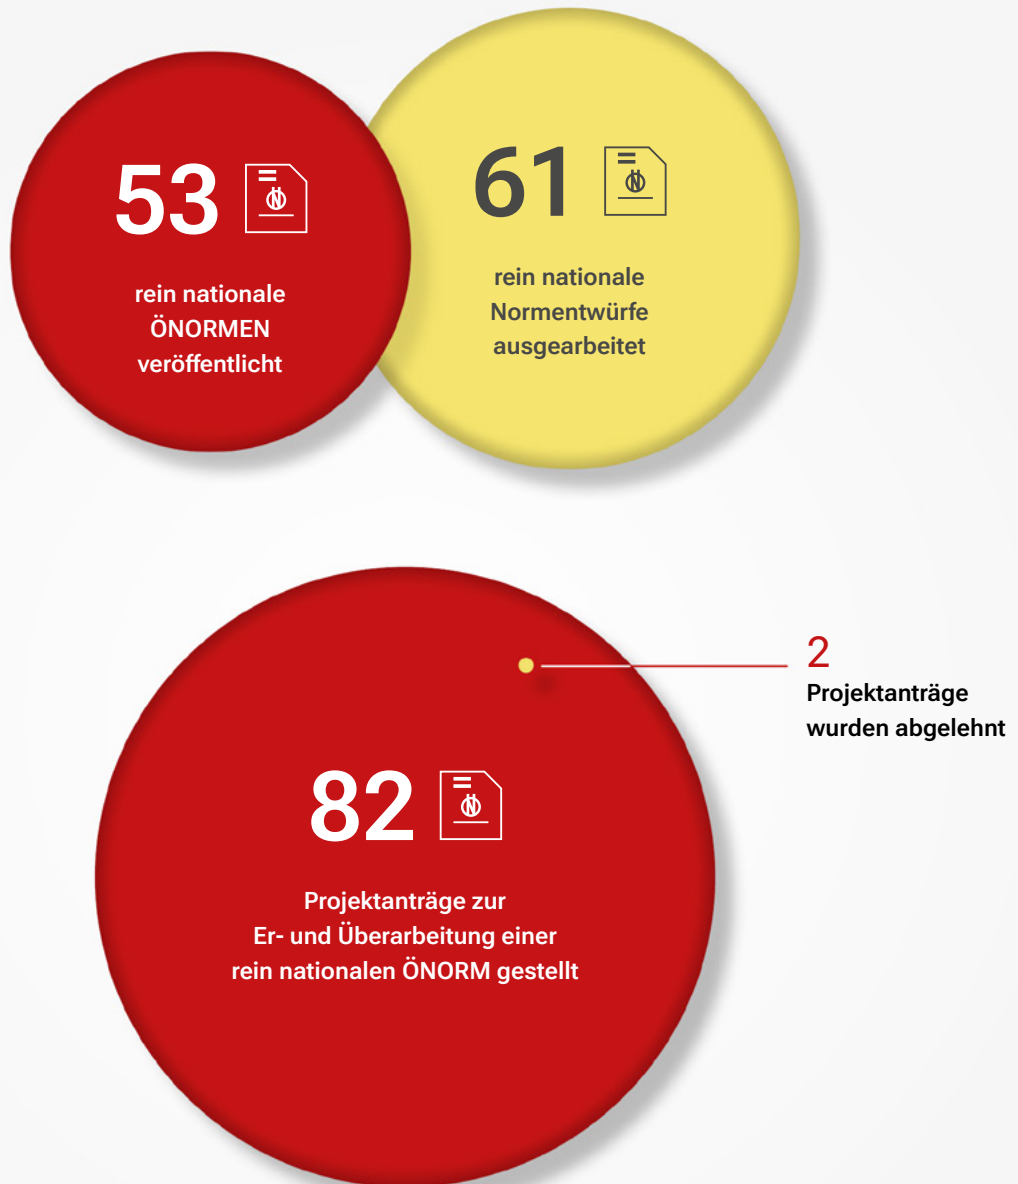 53
rein nationale
ÖNORMEN
veröffentlicht
61
rein nationale
Normentwürfe
ausgearbeitet
2
Projektanträge
wurden abgelehnt
82
Projektanträge zur
Er- und Überarbeitung einer
rein nationalen ÖNORM gestellt